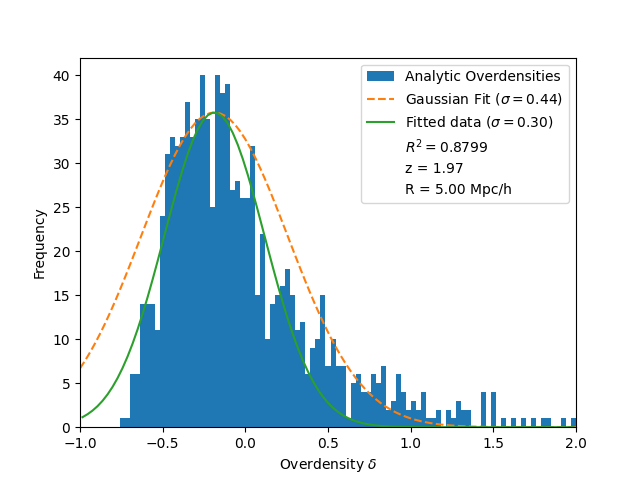 Analytic Overdensities
Gaussian Fit (σ = 0.44)
Fitted data (σ = 0.30)
R² = 0.8799
z = 1.97
R = 5.00 Mpc/h
40
35
30
25
20
15
10
5
0
Frequency
−1.0 −0.5 0.0 0.5 1.0 1.5 2.0
Overdensity δ